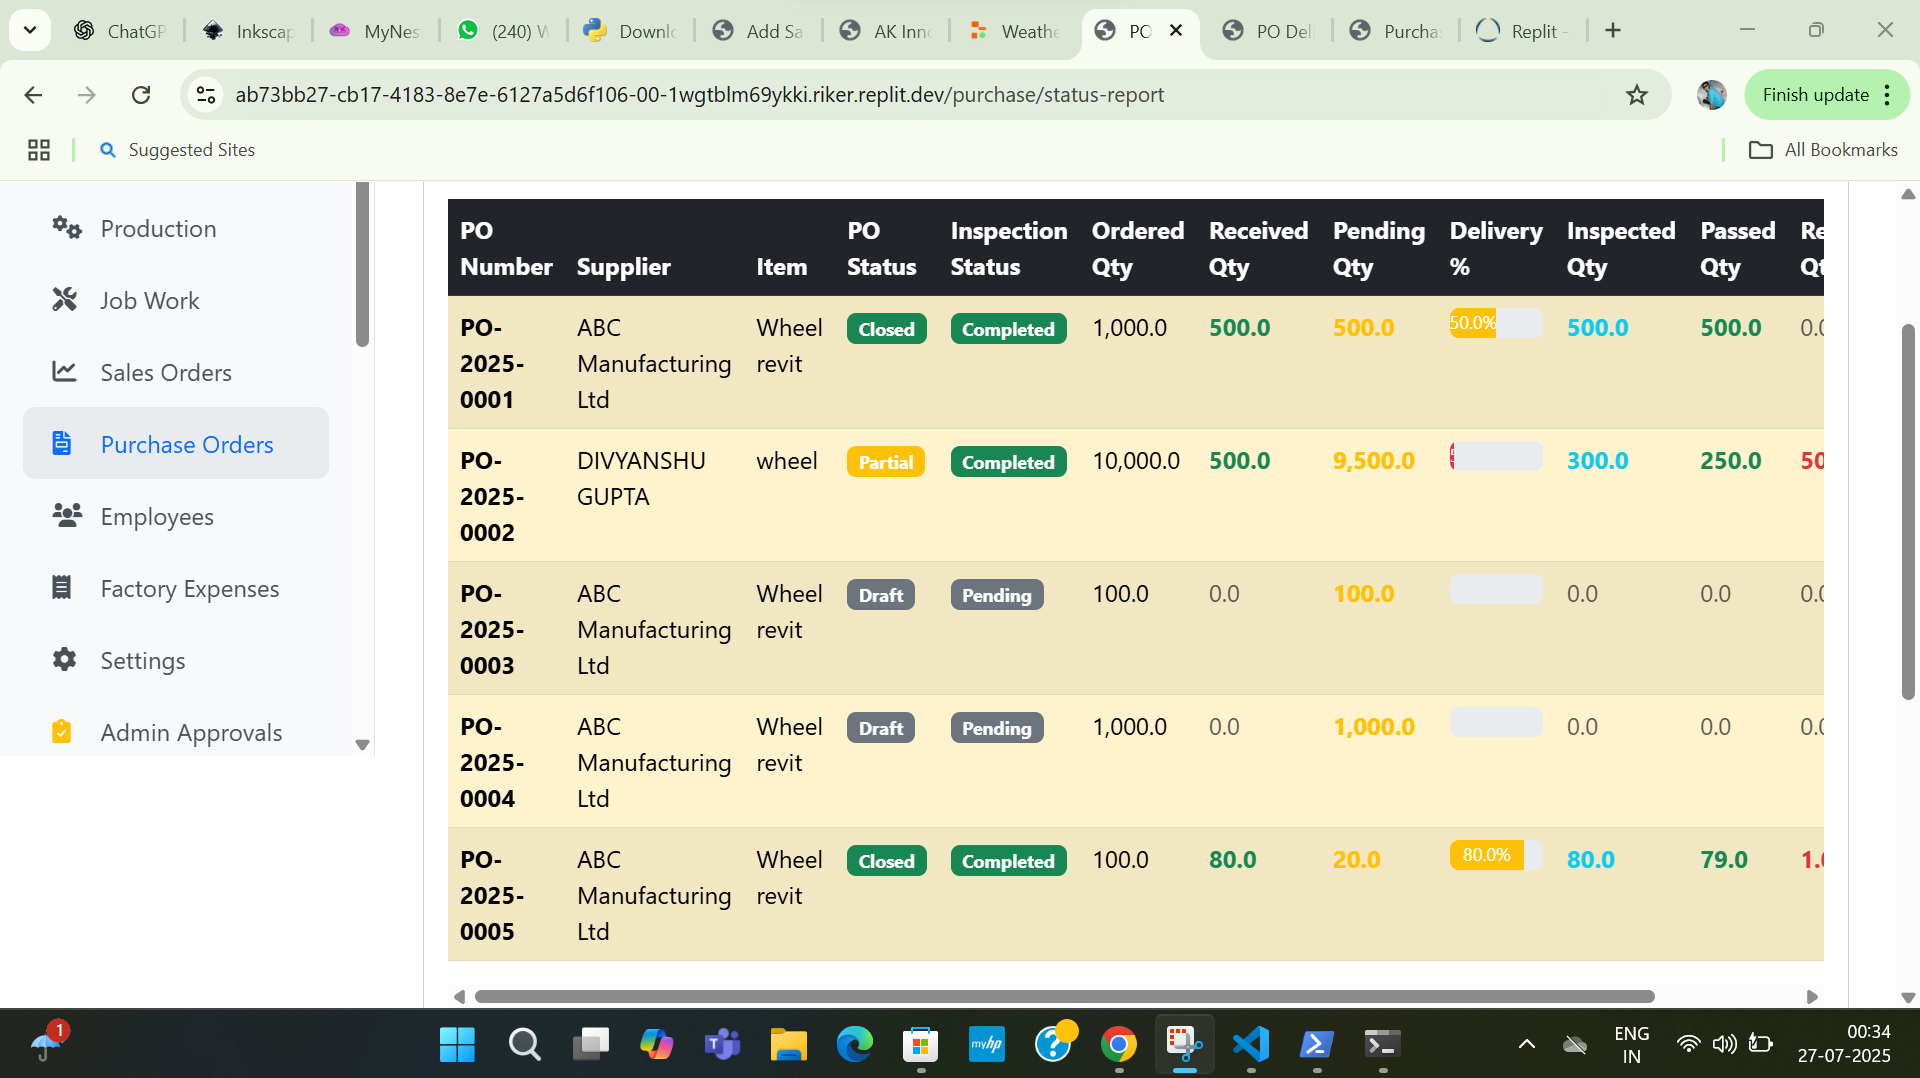 ChatGP
Inkscap
MyNes
(240) W
Downlo
Add Sa
AK Inno
Weathe
PO
PO Deli
Purchas
Replit -
ab73bb27-cb17-4183-8e7e-6127a5d6f106-00-1wgtblm69ykki.riker.replit.dev/purchase/status-report
Finish update
Suggested Sites
All Bookmarks
Production
Job Work
Sales Orders
Purchase Orders
Employees
Factory Expenses
Settings
Admin Approvals
PO Number Supplier Item PO Status Inspection Status Ordered Qty Received Qty Pending Qty Delivery % Inspected Qty Passed Qty
PO-2025-0001 ABC Manufacturing Ltd Wheel revit Closed Completed 1,000.0 500.0 500.0 50.0% 500.0 500.0 0.0
PO-2025-0002 DIVYANSHU GUPTA wheel Partial Completed 10,000.0 500.0 9,500.0 300.0 250.0 50
PO-2025-0003 ABC Manufacturing Ltd Wheel revit Draft Pending 100.0 0.0 100.0 0.0 0.0 0.0
PO-2025-0004 ABC Manufacturing Ltd Wheel revit Draft Pending 1,000.0 0.0 1,000.0 0.0 0.0 0.0
PO-2025-0005 ABC Manufacturing Ltd Wheel revit Closed Completed 100.0 80.0 20.0 80.0% 80.0 79.0 1.0
1
myhp
ENG
IN
00:34
27-07-2025